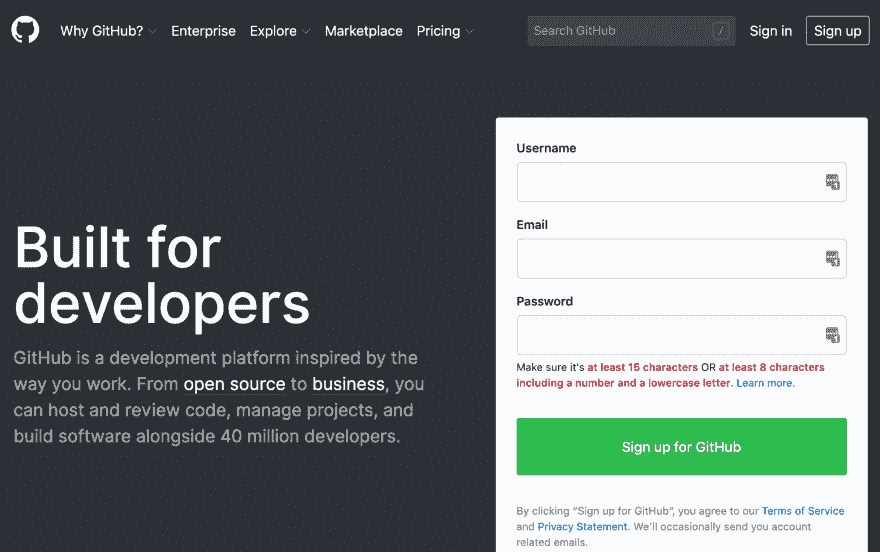 Why GitHub? Enterprise Explore Marketplace Pricing Search GitHub / Sign in Sign up
Built for
developers
GitHub is a development platform inspired by the
way you work. From open source to business, you
can host and review code, manage projects, and
build software alongside 40 million developers.
Username
Email
Password
Make sure it's at least 15 characters OR at least 8 characters
including a number and a lowercase letter. Learn more.
Sign up for GitHub
By clicking “Sign up for GitHub”, you agree to our Terms of Service
and Privacy Statement. We'll occasionally send you account
related emails.